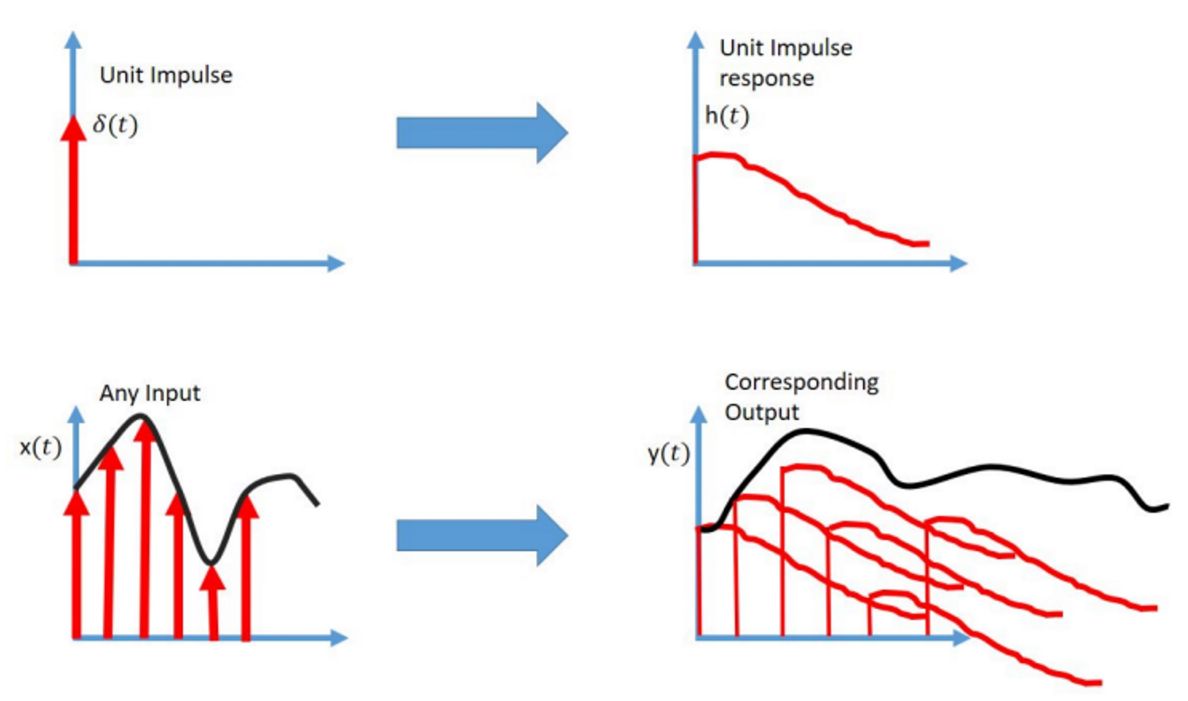 Unit Impulse
δ(t)
Unit Impulse
response
h(t)
Any Input
x(t)
Corresponding
Output
y(t)